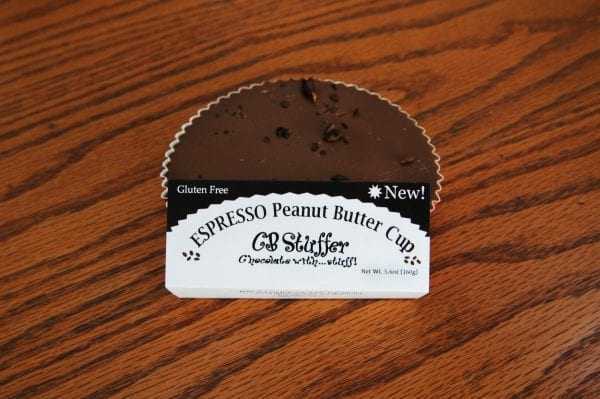 Gluten Free
New!
ESPRESSO Peanut Butter Cup
CB Stuffer
Chocolate with...stuff!